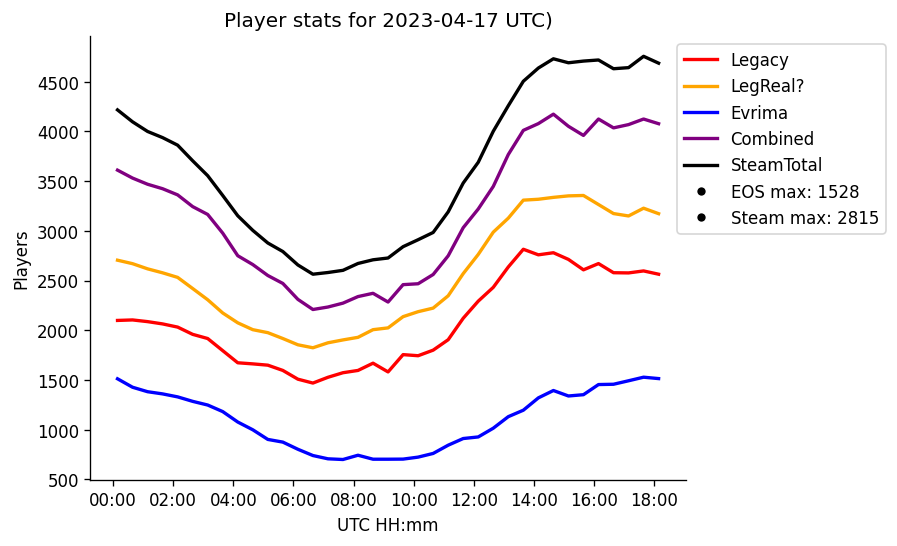 Player stats for 2023-04-17 UTC)
Legacy
LegReal?
Evrima
Combined
SteamTotal
EOS max: 1528
Steam max: 2815
Players
4500
4000
3500
3000
2500
2000
1500
1000
500
00:00 02:00 04:00 06:00 08:00 10:00 12:00 14:00 16:00 18:00
UTC HH:mm